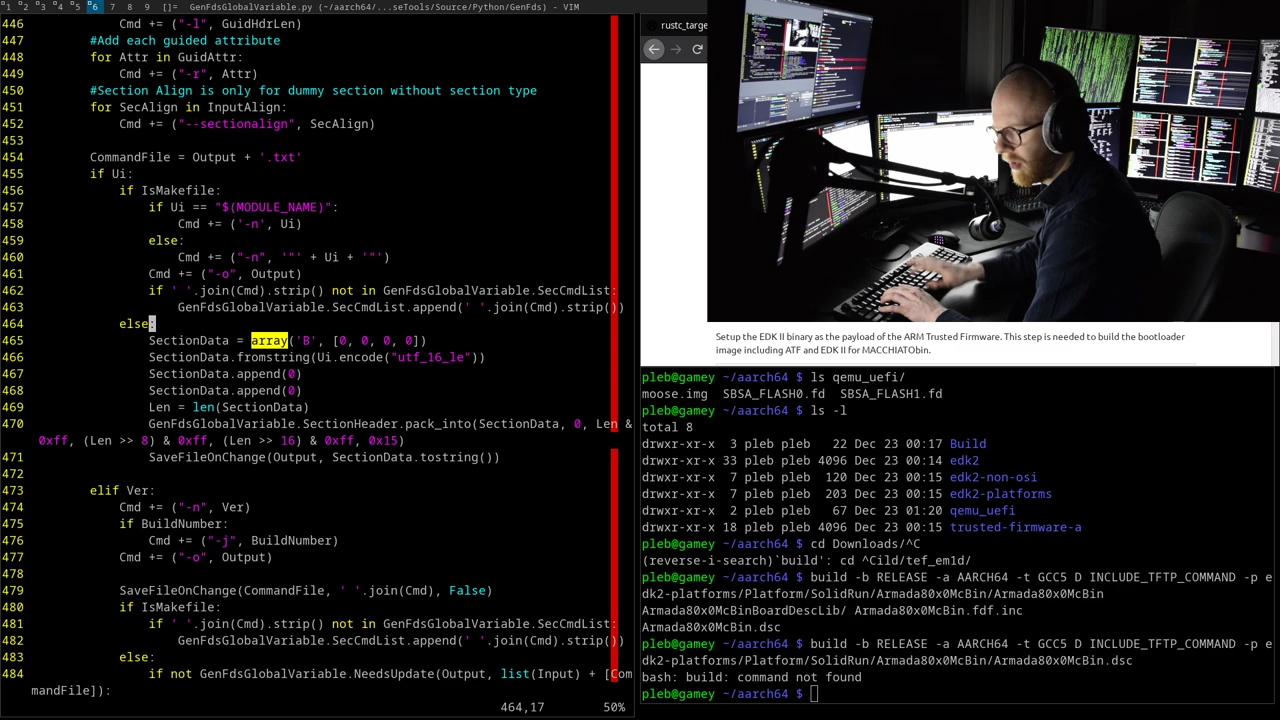 1 2 3 4 5 6 7 8 9 []= GenFdsGlobalVariable.py (~/aarch64/...seTools/Source/Python/GenFds) - VIM
446 Cmd += ("-l", GuidHdrLen)
447 #Add each guided attribute
448 for Attr in GuidAttr:
449 Cmd += ("-r", Attr)
450 #Section Align is only for dummy section without section type
451 for SecAlign in InputAlign:
452 Cmd += ("--sectionalign", SecAlign)
453
454 CommandFile = Output + '.txt'
455 if Ui:
456 if IsMakefile:
457 if Ui == "$(MODULE_NAME)":
458 Cmd += ('-n', Ui)
459 else:
460 Cmd += ("-n", '"' + Ui + '"')
461 Cmd += ("-o", Output)
462 if ' '.join(Cmd).strip() not in GenFdsGlobalVariable.SecCmdList:
463 GenFdsGlobalVariable.SecCmdList.append(' '.join(Cmd).strip())
464 else:
465 SectionData = array('B', [0, 0, 0, 0])
466 SectionData.fromstring(Ui.encode("utf_16_le"))
467 SectionData.append(0)
468 SectionData.append(0)
469 Len = len(SectionData)
470 GenFdsGlobalVariable.SectionHeader.pack_into(SectionData, 0, Len &
0xff, (Len >> 8) & 0xff, (Len >> 16) & 0xff, 0x15)
471 SaveFileOnChange(Output, SectionData.tostring())
472
473 elif Ver:
474 Cmd += ("-n", Ver)
475 if BuildNumber:
476 Cmd += ("-j", BuildNumber)
477 Cmd += ("-o", Output)
478
479 SaveFileOnChange(CommandFile, ' '.join(Cmd), False)
480 if IsMakefile:
481 if ' '.join(Cmd).strip() not in GenFdsGlobalVariable.SecCmdList:
482 GenFdsGlobalVariable.SecCmdList.append(' '.join(Cmd).strip())
483 else:
484 if not GenFdsGlobalVariable.NeedsUpdate(Output, list(Input) + [Com
mandFile]):
464,17 50%
rustc_targe
Setup the EDK II binary as the payload of the ARM Trusted Firmware. This step is needed to build the bootloader
image including ATF and EDK II for MACCHIATObin.
pleb@gamey ~/aarch64 $ ls qemu_uefi/
moose.img SBSA_FLASH0.fd SBSA_FLASH1.fd
pleb@gamey ~/aarch64 $ ls -l
total 8
drwxr-xr-x 3 pleb pleb 22 Dec 23 00:17 Build
drwxr-xr-x 33 pleb pleb 4096 Dec 23 00:14 edk2
drwxr-xr-x 7 pleb pleb 120 Dec 23 00:15 edk2-non-osi
drwxr-xr-x 7 pleb pleb 203 Dec 23 00:15 edk2-platforms
drwxr-xr-x 2 pleb pleb 67 Dec 23 01:20 qemu_uefi
drwxr-xr-x 18 pleb pleb 4096 Dec 23 00:15 trusted-firmware-a
pleb@gamey ~/aarch64 $ cd Downloads/^C
(reverse-i-search)`build': cd ^Cild/tef_em1d/
pleb@gamey ~/aarch64 $ build -b RELEASE -a AARCH64 -t GCC5 D INCLUDE_TFTP_COMMAND -p e
dk2-platforms/Platform/SolidRun/Armada80x0McBin/Armada80x0McBin
Armada80x0McBinBoardDescLib/ Armada80x0McBin.fdf.inc
Armada80x0McBin.dsc
pleb@gamey ~/aarch64 $ build -b RELEASE -a AARCH64 -t GCC5 D INCLUDE_TFTP_COMMAND -p e
dk2-platforms/Platform/SolidRun/Armada80x0McBin/Armada80x0McBin.dsc
bash: build: command not found
pleb@gamey ~/aarch64 $